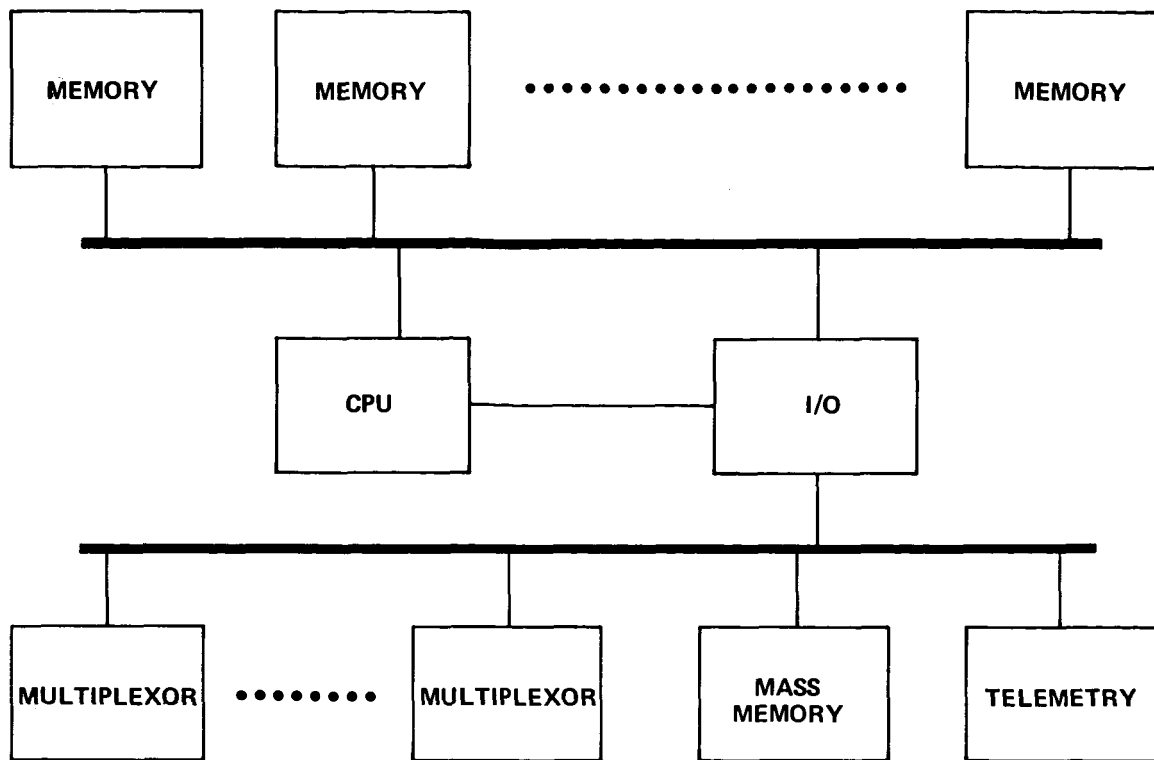 MEMORY
MEMORY
MEMORY
CPU
I/O
MULTIPLEXOR
MULTIPLEXOR
MASS
MEMORY
TELEMETRY